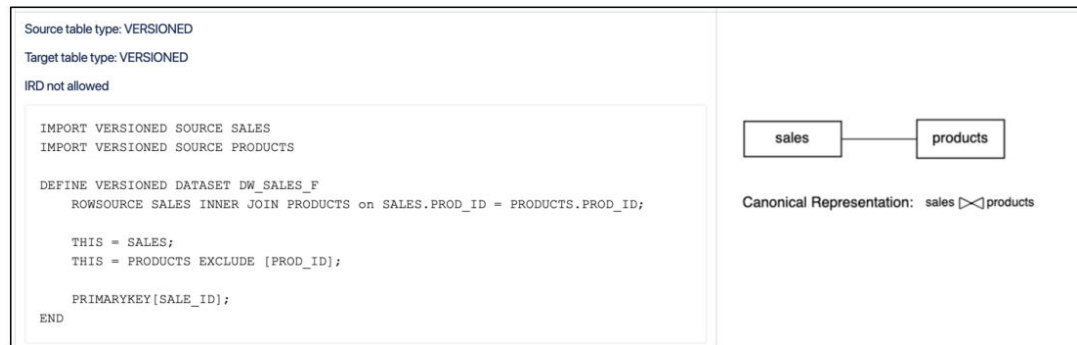 Source table type: VERSIONED
Target table type: VERSIONED
IRD not allowed
IMPORT VERSIONED SOURCE SALES
IMPORT VERSIONED SOURCE PRODUCTS
DEFINE VERSIONED DATASET DW_SALES_F
ROWSOURCE SALES INNER JOIN PRODUCTS on SALES.PROD_ID = PRODUCTS.PROD_ID;
THIS = SALES;
THIS = PRODUCTS EXCLUDE [PROD_ID];
PRIMARYKEY[SALE_ID];
END
sales products
Canonical Representation: sales ⋈ products